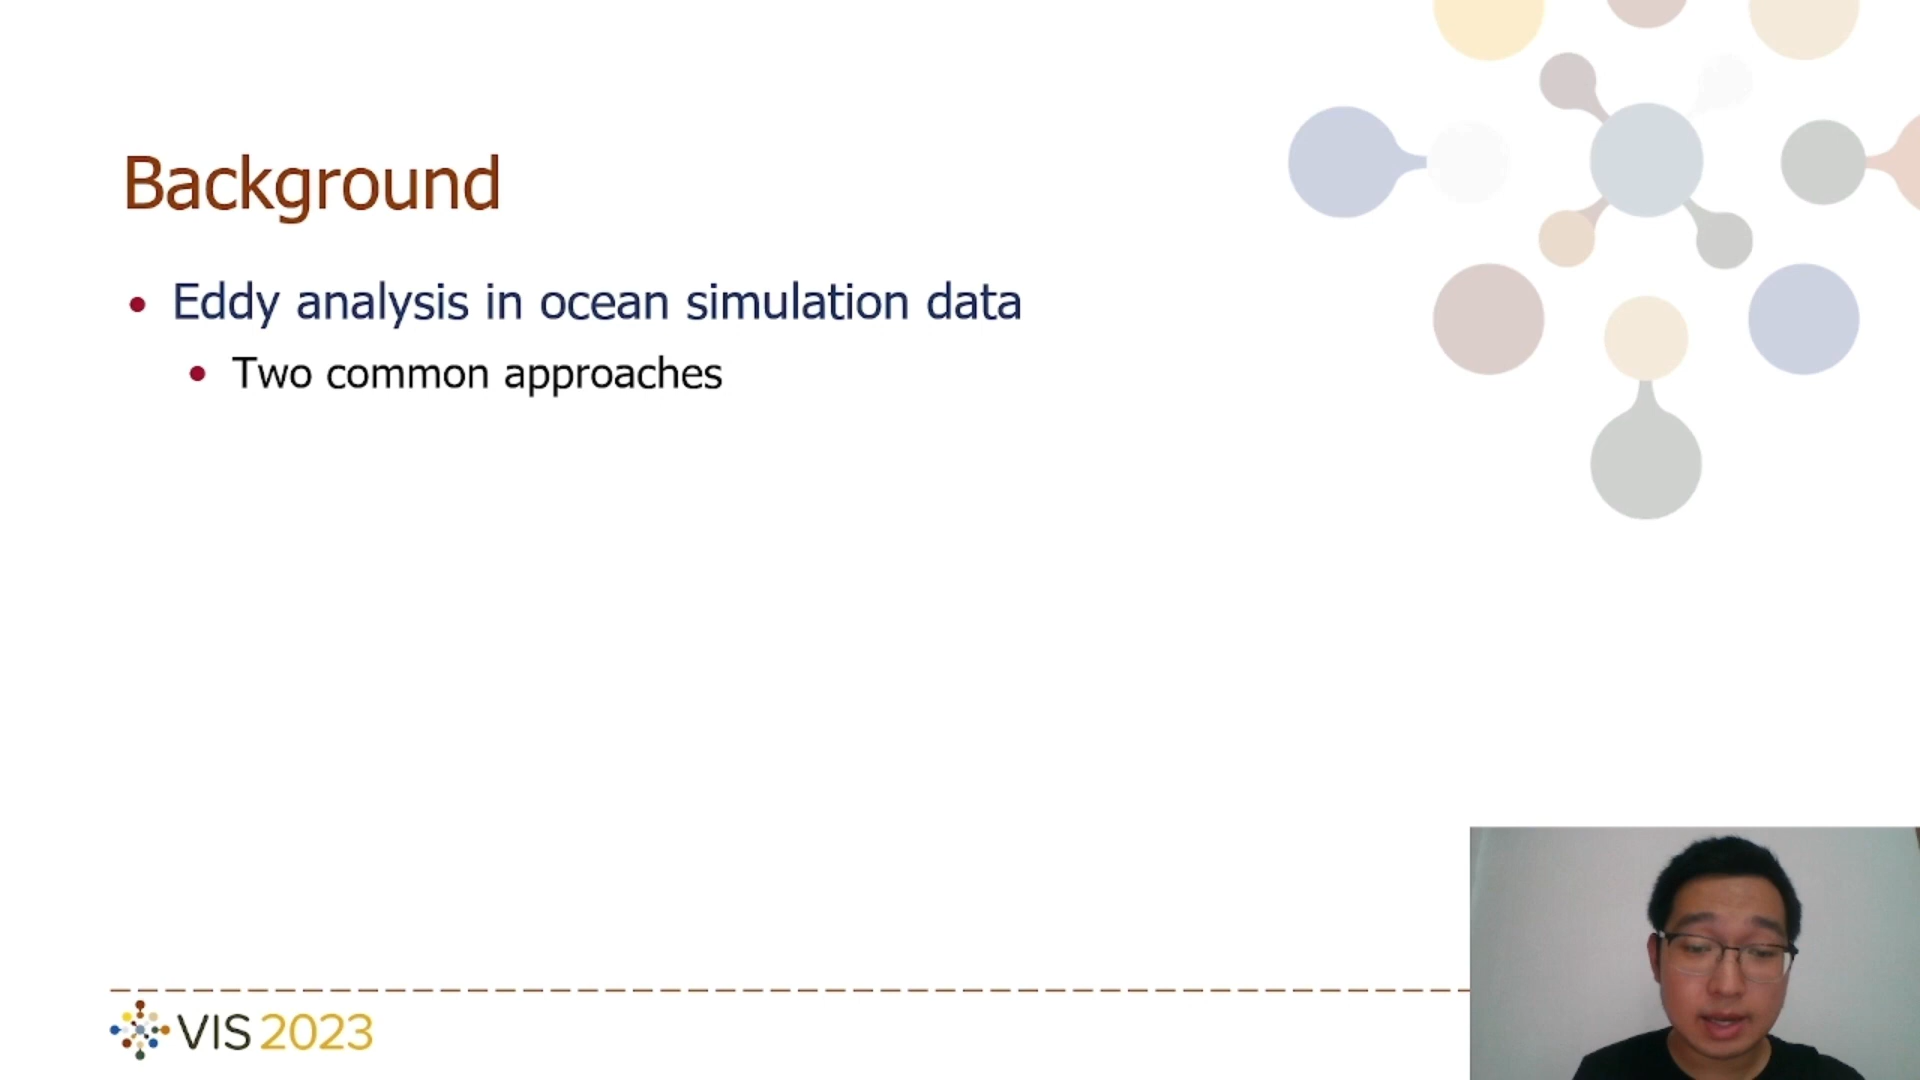 Background
Eddy analysis in ocean simulation data
Two common approaches
VIS 2023